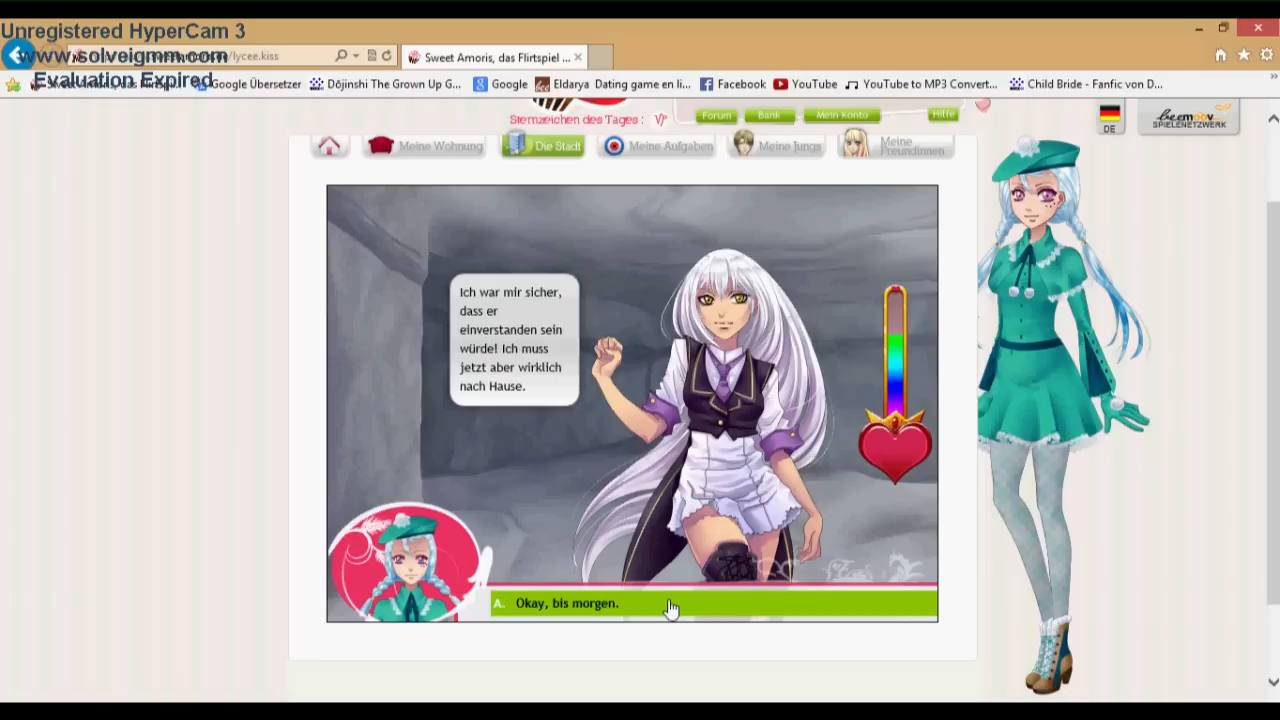 Unregistered HyperCam 3
www.solveigmm.com
Evaluation Expired
/lycee.kiss
Sweet Amoris, das Flirtspiel ...
Google Übersetzer
Dōjinshi The Grown Up G...
Google
Eldarya
Dating game en li...
Facebook
YouTube
YouTube to MP3 Convert...
Child Bride - Fanfic von D...
Sternzeichen des Tages :
Forum
Bank
Mein Konto
Hilfe
DE
beemoov
SPIELENETZWERK
Meine Wohnung
Die Stadt
Meine Aufgaben
Meine Jungs
Meine
Freundinnen
Ich war mir sicher,
dass er
einverstanden sein
würde! Ich muss
jetzt aber wirklich
nach Hause.
A. Okay, bis morgen.